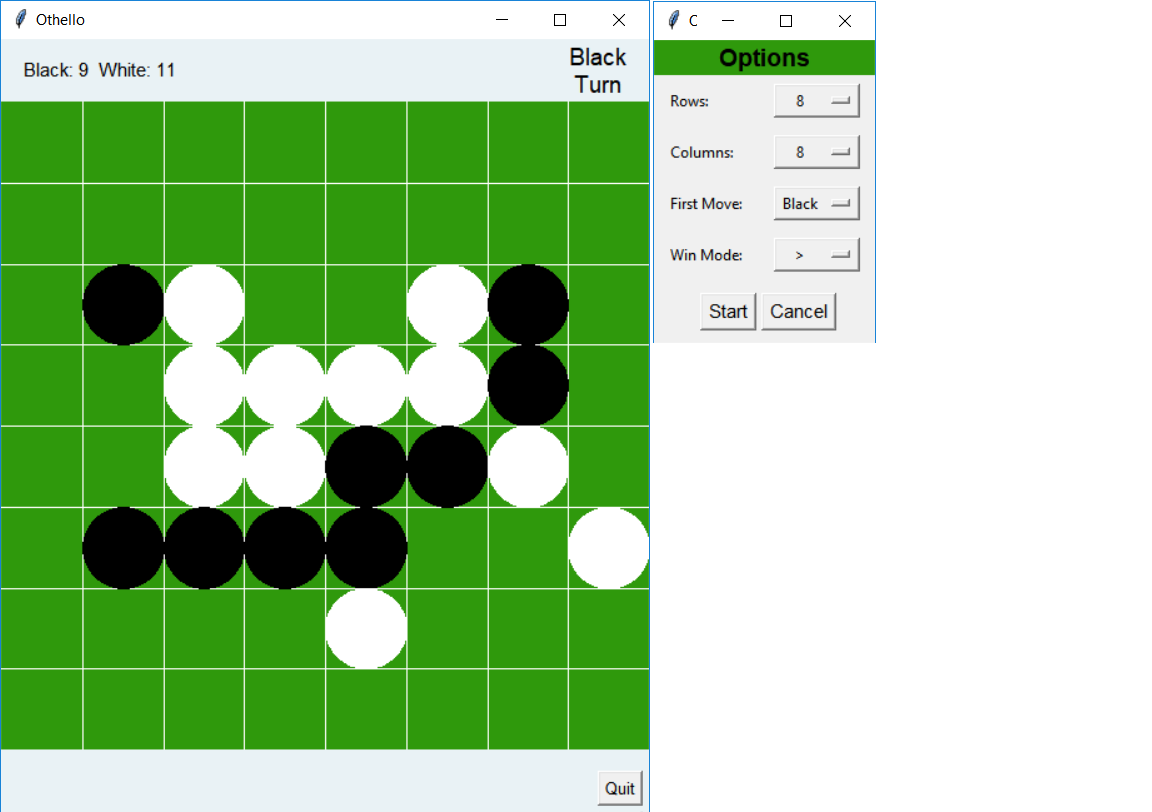 Othello
Black: 9 White: 11
Black
Turn
Quit
C
Options
Rows: 8
Columns: 8
First Move: Black
Win Mode: >
Start Cancel